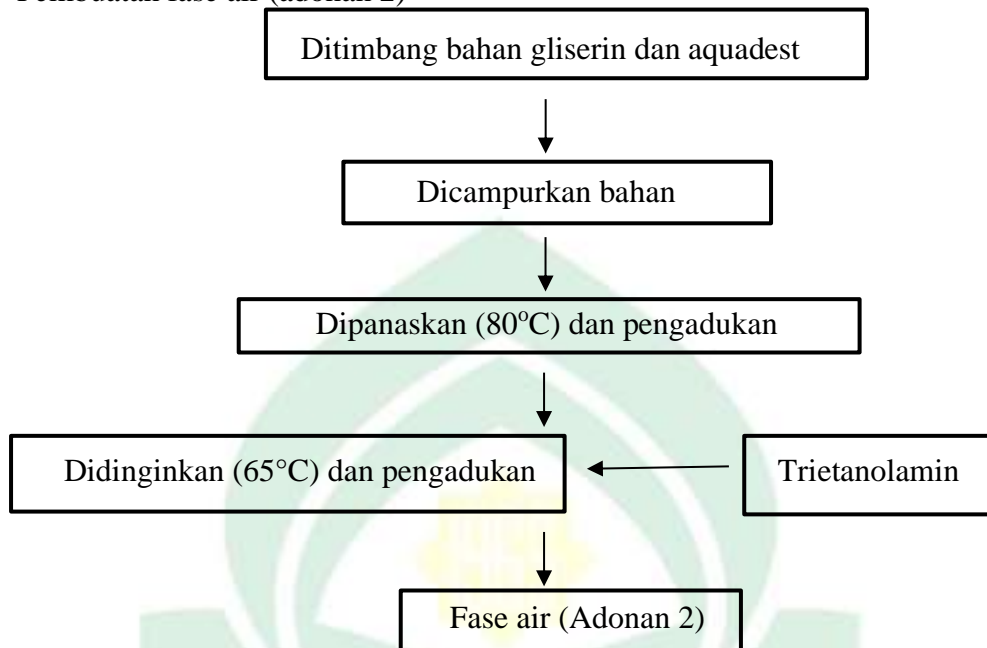 Pembuatan fase air (adonan 2)
Ditimbang bahan gliserin dan aquadest
Dicampurkan bahan
Dipanaskan (80°C) dan pengadukan
Didinginkan (65°C) dan pengadukan
Trietanolamin
Fase air (Adonan 2)